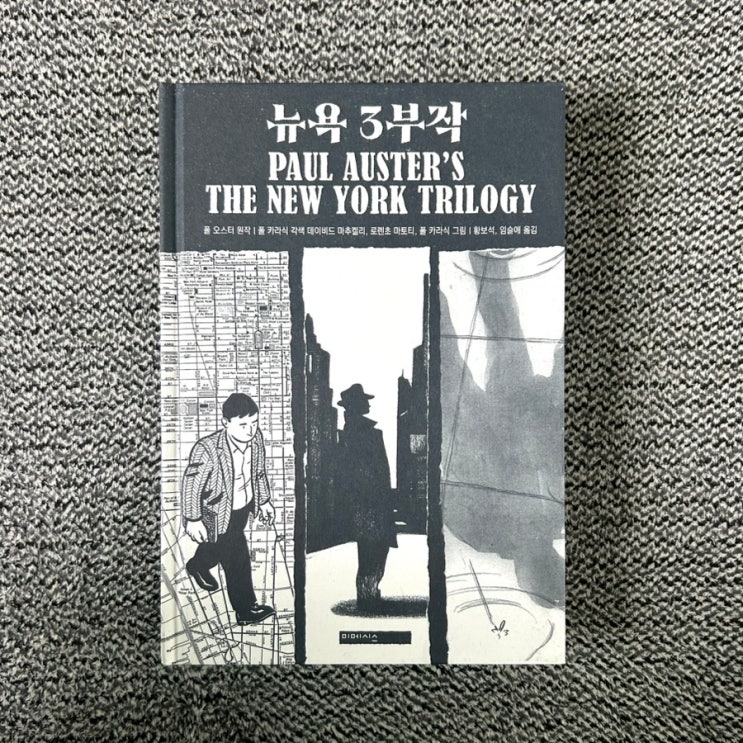 뉴욕 3부작
PAUL AUSTER'S
THE NEW YORK TRILOGY
폴 오스터 원작 | 폴 카라식 각색 데이비드 마추켈리, 로렌초 마토티, 폴 카라식 그림 | 황보석, 임슬애 옮김
미메시스